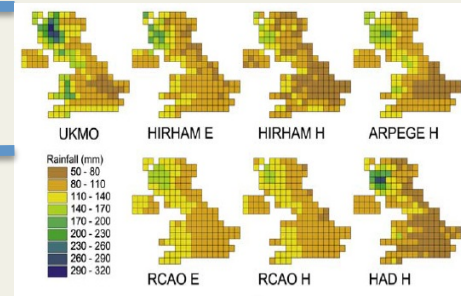 UKMO
HIRHAM E
HIRHAM H
ARPEGE H
Rainfall (mm)
50 - 80
80 - 110
110 - 140
140 - 170
170 - 200
200 - 230
230 - 260
260 - 290
290 - 320
RCAO E
RCAO H
HAD H